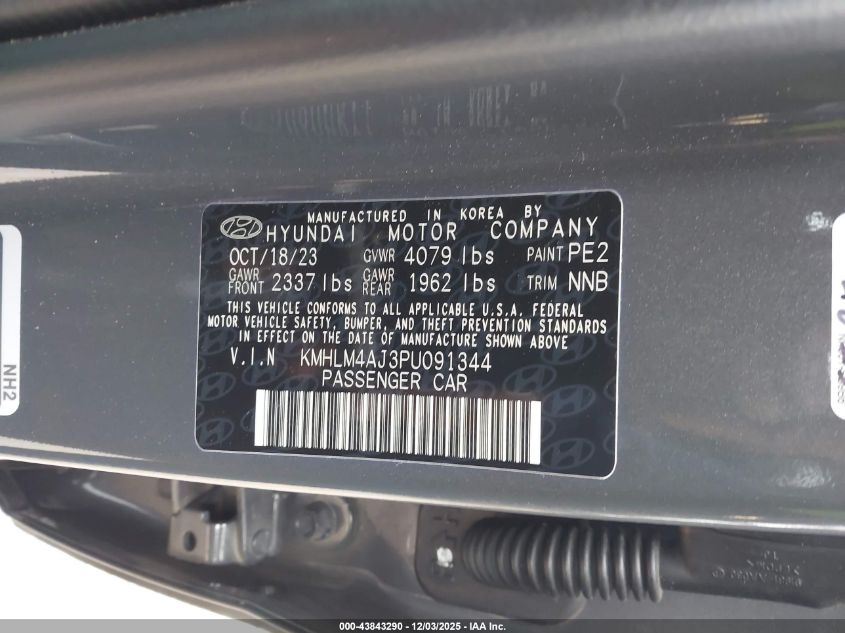 MANUFACTURED IN KOREA BY
HYUNDAI MOTOR COMPANY
OCT/18/23 GVWR 4079 lbs PAINT PE2
GAWR FRONT 2337 lbs GAWR REAR 1962 lbs TRIM NNB
THIS VEHICLE CONFORMS TO ALL APPLICABLE U.S.A. FEDERAL
MOTOR VEHICLE SAFETY, BUMPER, AND THEFT PREVENTION STANDARDS
IN EFFECT ON THE DATE OF MANUFACTURE SHOWN ABOVE
V.I.N KMHLM4AJ3PU091344
PASSENGER CAR
NH2
000-43843290 - 12/03/2025 - IAA Inc.